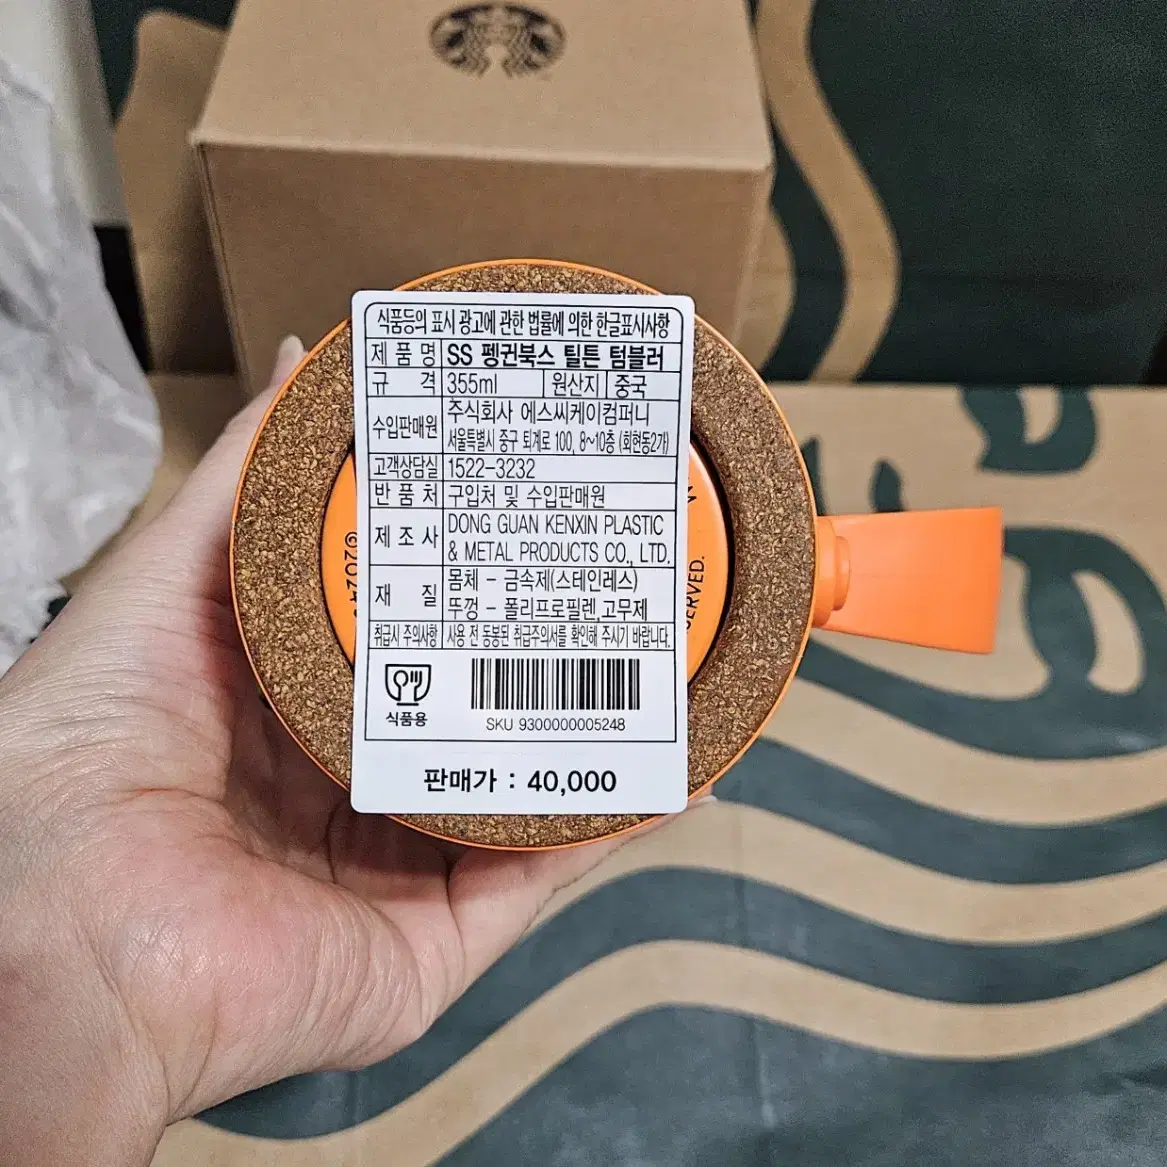 식품등의 표시 광고에 관한 법률에 의한 한글표시사항
제품명 SS 펭귄북스 틸튼 텀블러
규격 355ml 원산지 중국
수입판매원 주식회사 에스씨케이컴퍼니
서울특별시 중구 퇴계로 100, 8~10층 (회현동2가)
고객상담실 1522-3232
반품처 구입처 및 수입판매원
제조사 DONG GUAN KENXIN PLASTIC
& METAL PRODUCTS CO., LTD.
재질 몸체 - 금속제(스테인레스)
뚜껑 - 폴리프로필렌,고무제
취급시 주의사항 사용 전 동봉된 취급주의서를 확인해 주시기 바랍니다.
식품용
SKU 9300000005248
판매가 : 40,000